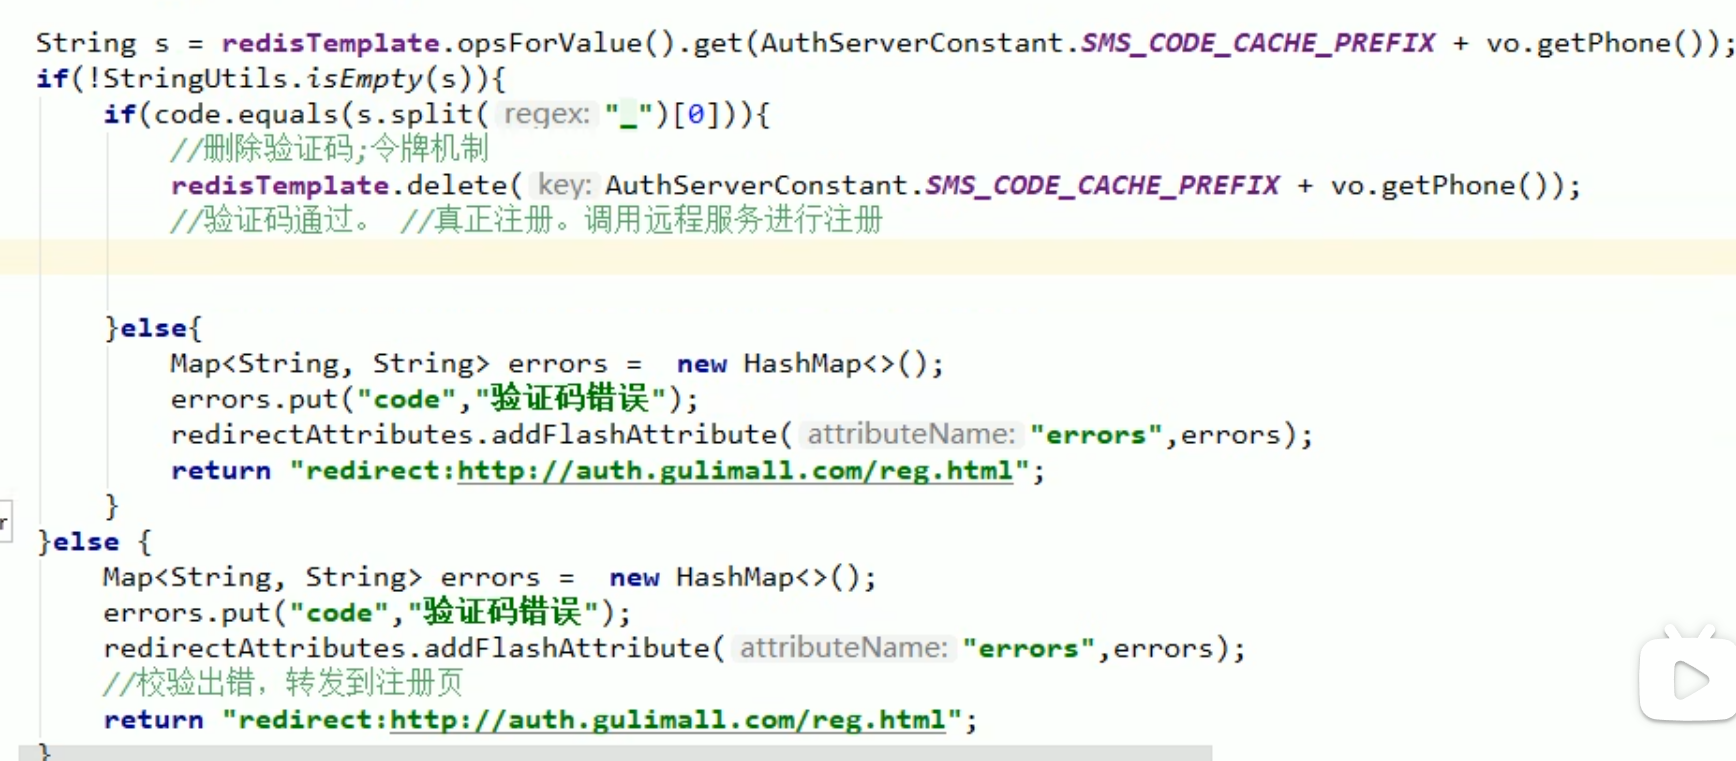 String s = redisTemplate.opsForValue().get(AuthServerConstant.SMS_CODE_CACHE_PREFIX + vo.getPhone());
if(!StringUtils.isEmpty(s)){
if(code.equals(s.split( regex: "_")[0])){
//删除验证码;令牌机制
redisTemplate.delete( key: AuthServerConstant.SMS_CODE_CACHE_PREFIX + vo.getPhone());
//验证码通过。 //真正注册。调用远程服务进行注册
}else{
Map<String, String> errors = new HashMap<>();
errors.put("code","验证码错误");
redirectAttributes.addFlashAttribute( attributeName: "errors",errors);
return "redirect:http://auth.gulimall.com/reg.html";
}
r
}else {
Map<String, String> errors = new HashMap<>();
errors.put("code","验证码错误");
redirectAttributes.addFlashAttribute( attributeName: "errors",errors);
//校验出错，转发到注册页
return "redirect:http://auth.gulimall.com/reg.html";
}